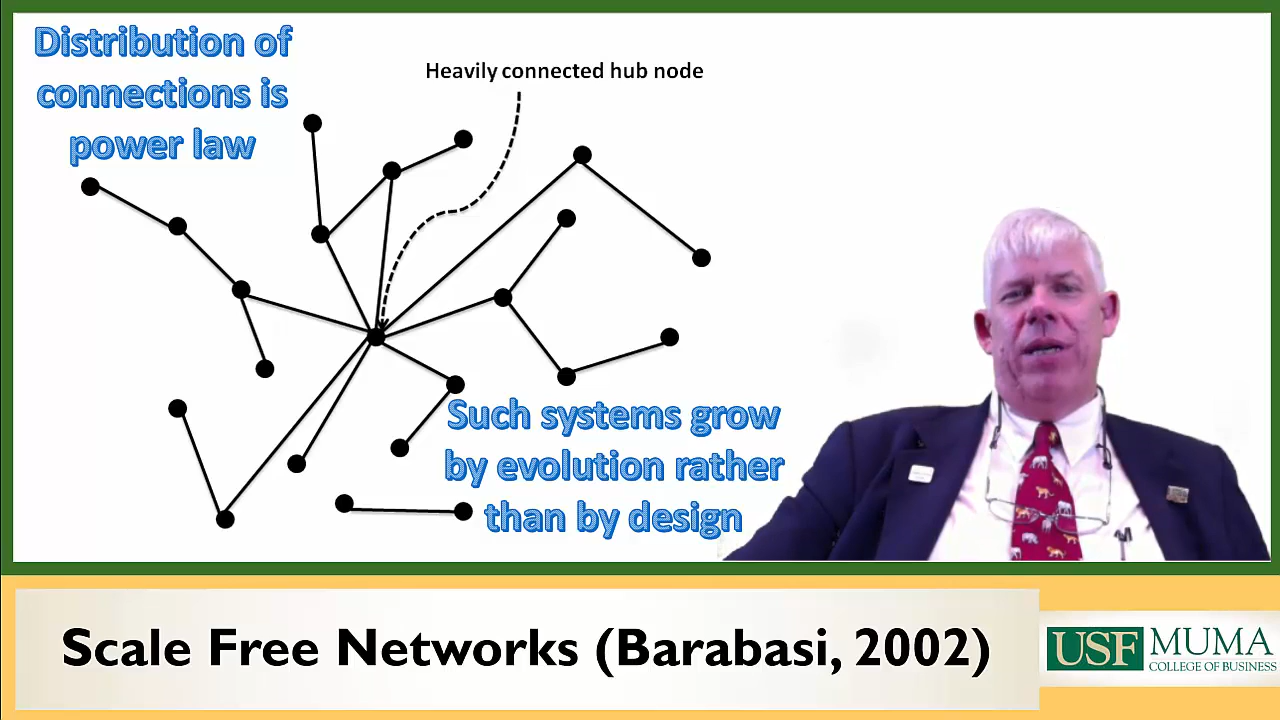 Distribution of
connections is
power law
Heavily connected hub node
Such systems grow
by evolution rather
than by design
Scale Free Networks (Barabasi, 2002)
USF MUMA
COLLEGE OF BUSINESS